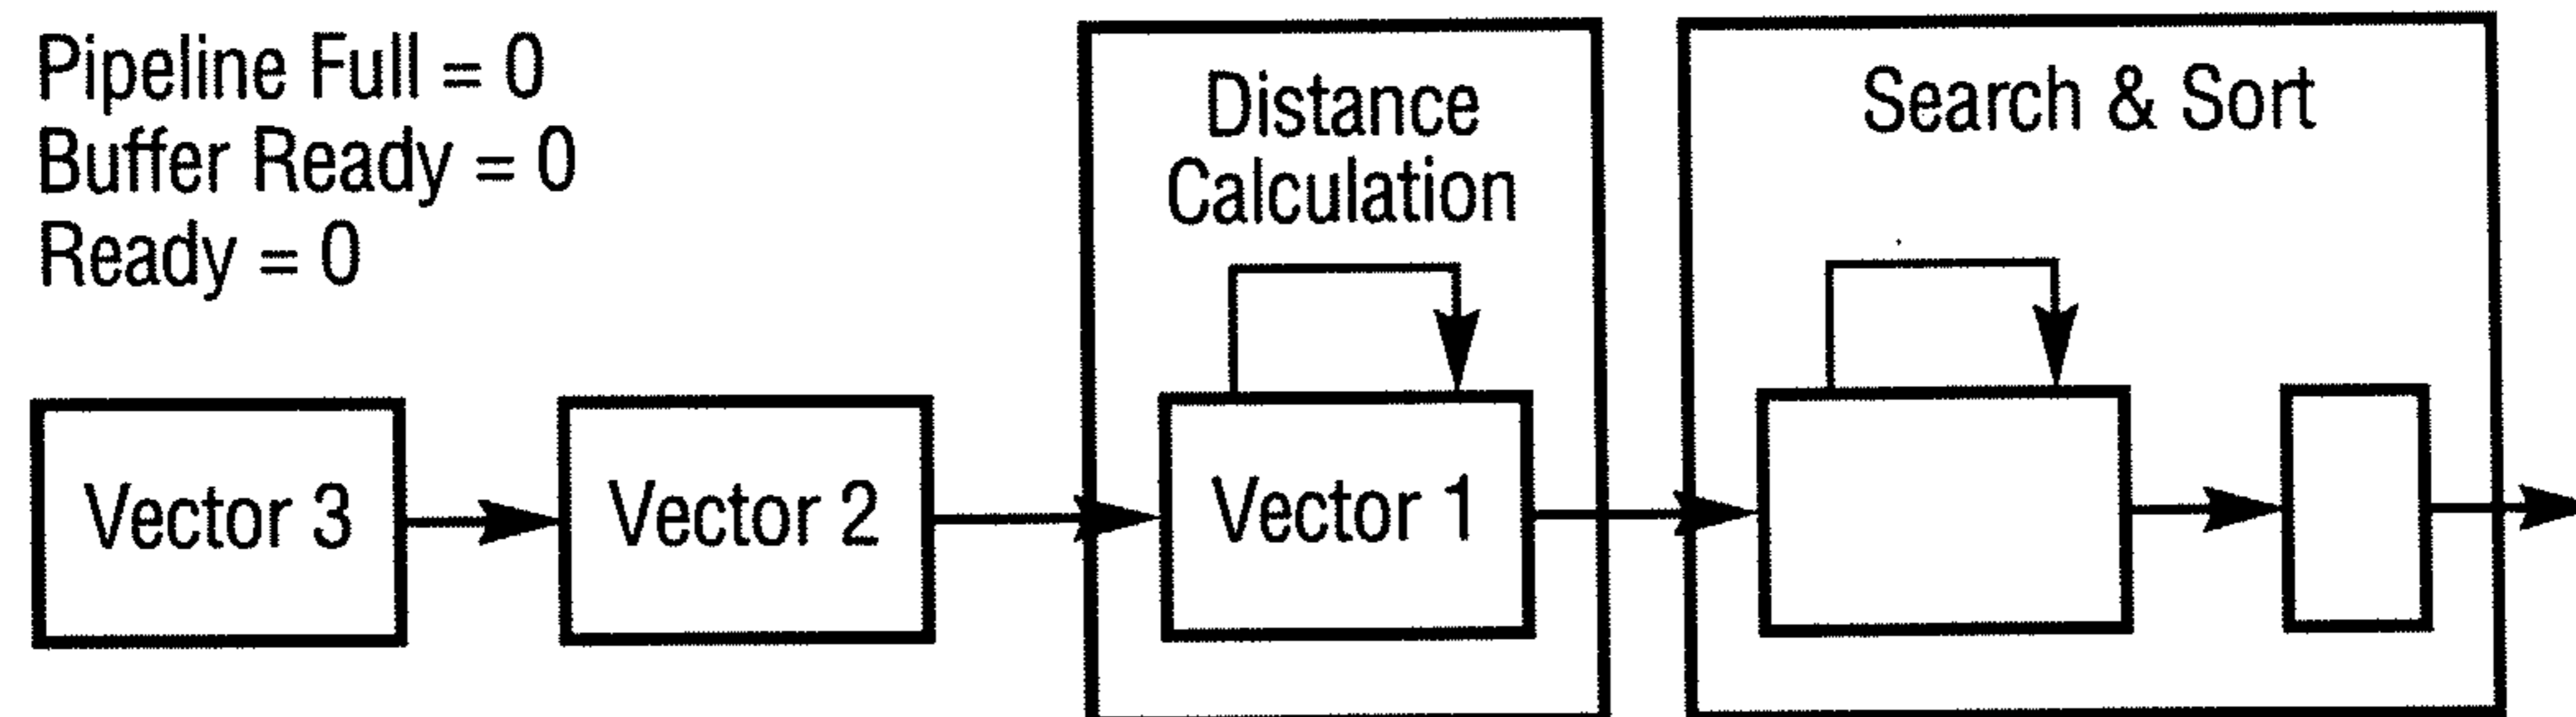 Pipeline Full = 0
Buffer Ready = 0
Ready = 0
Distance
Calculation
Search & Sort
Vector 3
Vector 2
Vector 1